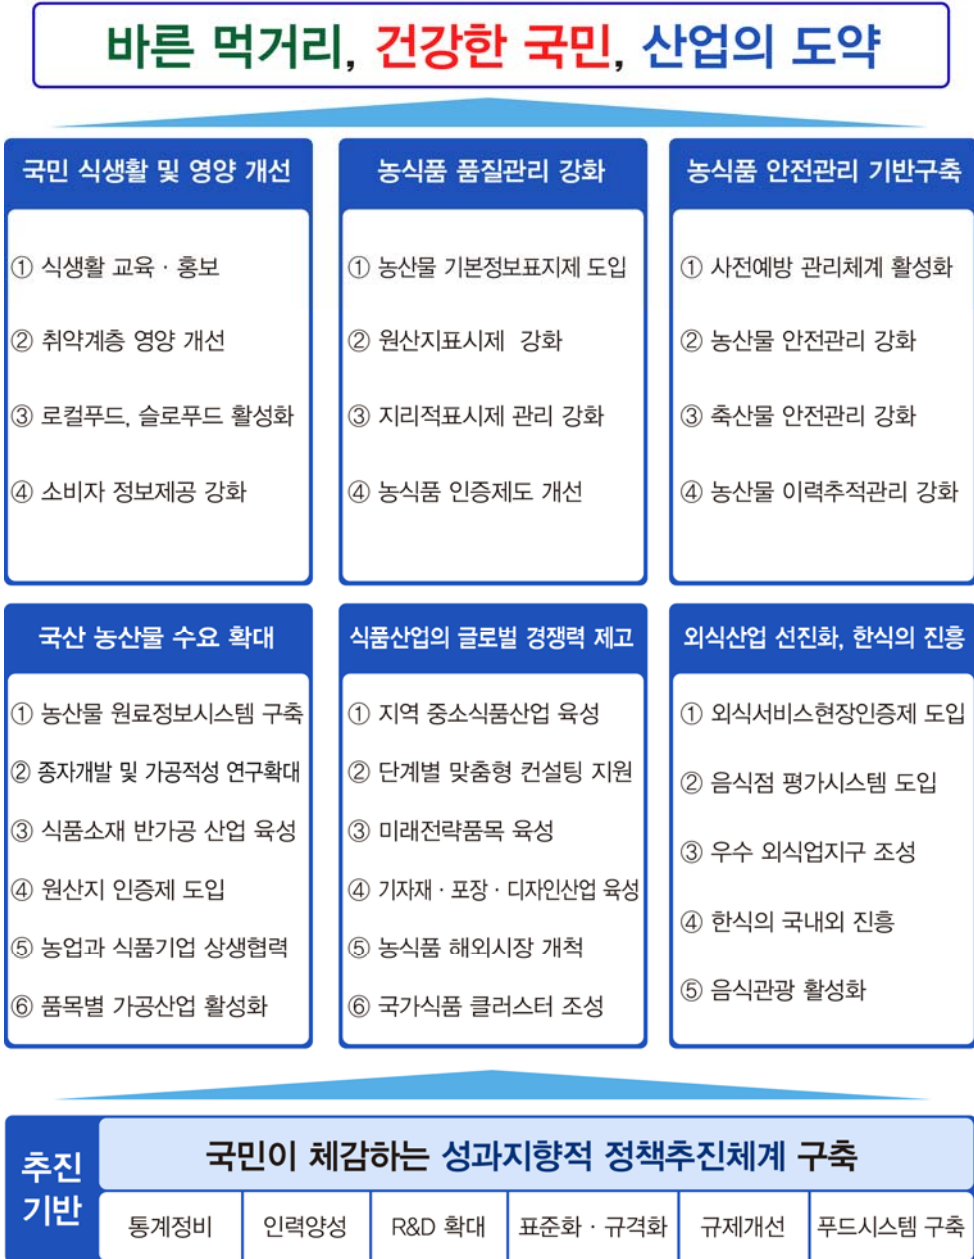 바른 먹거리, 건강한 국민, 산업의 도약
국민 식생활 및 영양 개선
① 식생활 교육 · 홍보
② 취약계층 영양 개선
③ 로컬푸드, 슬로푸드 활성화
④ 소비자 정보제공 강화
농식품 품질관리 강화
① 농산물 기본정보표지제 도입
② 원산지표시제 강화
③ 지리적표시제 관리 강화
④ 농식품 인증제도 개선
농식품 안전관리 기반구축
① 사전예방 관리체계 활성화
② 농산물 안전관리 강화
③ 축산물 안전관리 강화
④ 농산물 이력추적관리 강화
국산 농산물 수요 확대
① 농산물 원료정보시스템 구축
② 종자개발 및 가공적성 연구확대
③ 식품소재 반가공 산업 육성
④ 원산지 인증제 도입
⑤ 농업과 식품기업 상생협력
⑥ 품목별 가공산업 활성화
식품산업의 글로벌 경쟁력 제고
① 지역 중소식품산업 육성
② 단계별 맞춤형 컨설팅 지원
③ 미래전략품목 육성
④ 기자재 · 포장 · 디자인산업 육성
⑤ 농식품 해외시장 개척
⑥ 국가식품 클러스터 조성
외식산업 선진화, 한식의 진흥
① 외식서비스현장인증제 도입
② 음식점 평가시스템 도입
③ 우수 외식업지구 조성
④ 한식의 국내외 진흥
⑤ 음식관광 활성화
추진
기반
국민이 체감하는 성과지향적 정책추진체계 구축
통계정비
인력양성
R&D 확대
표준화 · 규격화
규제개선
푸드시스템 구축